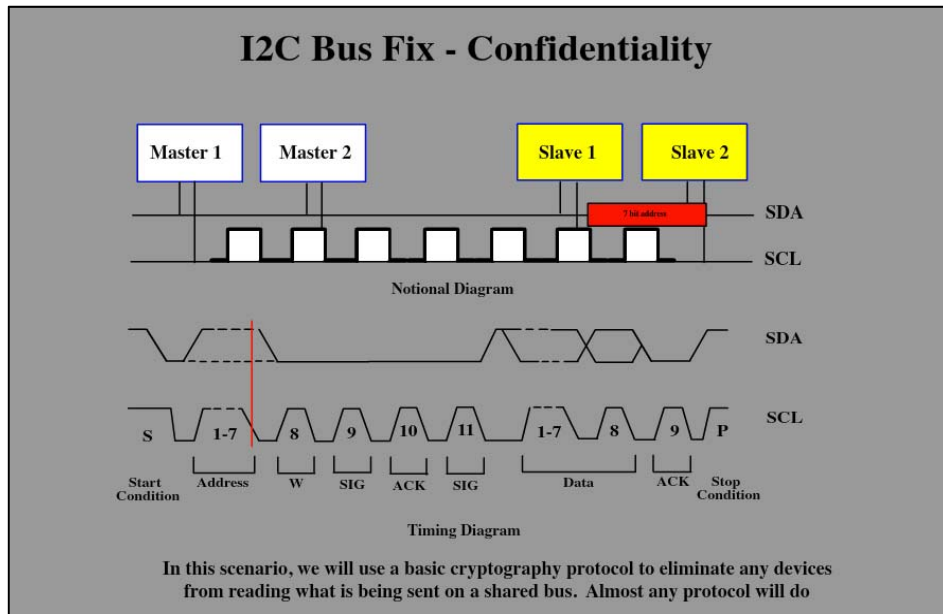 I2C Bus Fix - Confidentiality
Master 1
Master 2
Slave 1
Slave 2
7 bit address
SDA
SCL
Notional Diagram
SDA
SCL
S
1-7
8
9
10
11
1-7
8
9
P
Start
Condition
Address
W
SIG
ACK
SIG
Data
ACK
Stop
Condition
Timing Diagram
In this scenario, we will use a basic cryptography protocol to eliminate any devices
from reading what is being sent on a shared bus. Almost any protocol will do